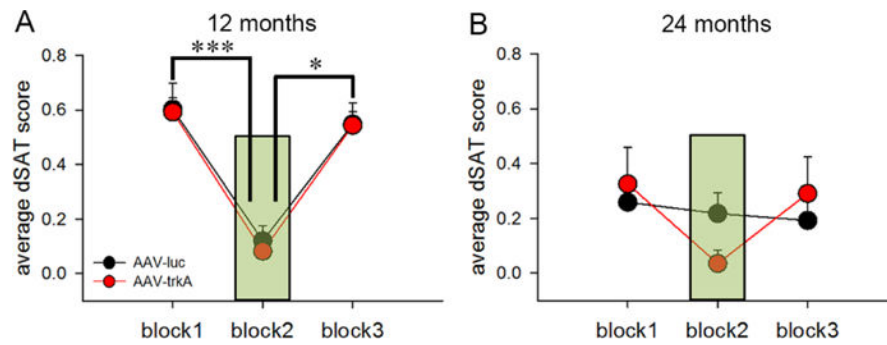 A
12 months
average dSAT score
0.8
0.6
0.4
0.2
0.0
***
*
AAV-luc
AAV-trkA
block1 block2 block3
B
24 months
average dSAT score
0.8
0.6
0.4
0.2
0.0
block1 block2 block3